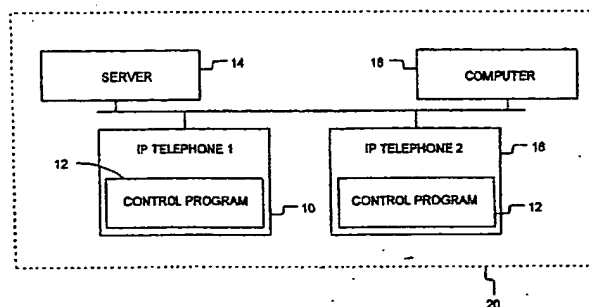 SERVER
14
18
COMPUTER
IP TELEPHONE 1
IP TELEPHONE 2
16
12
CONTROL PROGRAM
10
CONTROL PROGRAM
12
20